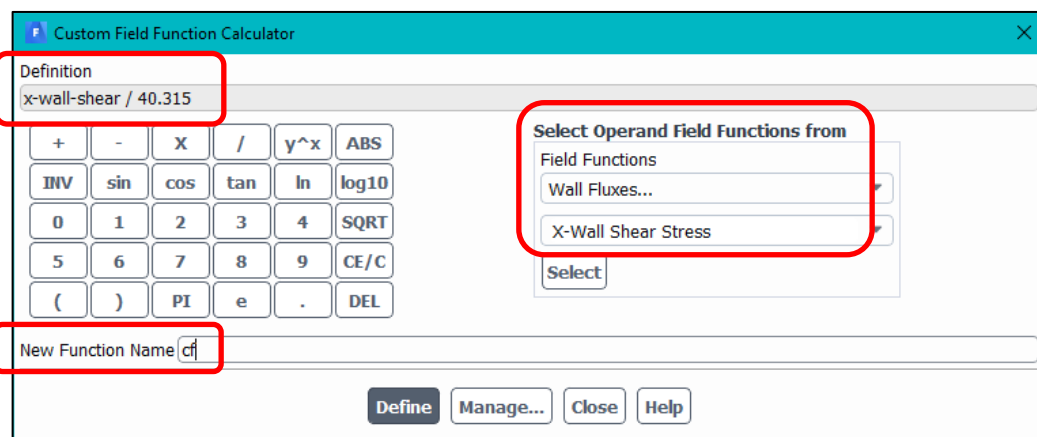 F Custom Field Function Calculator
Definition
x-wall-shear / 40.315
+ - X / y^x ABS
INV sin cos tan ln log10
0 1 2 3 4 SQRT
5 6 7 8 9 CE/C
( ) PI e . DEL
Select Operand Field Functions from
Field Functions
Wall Fluxes...
X-Wall Shear Stress
Select
New Function Name cf
Define Manage... Close Help